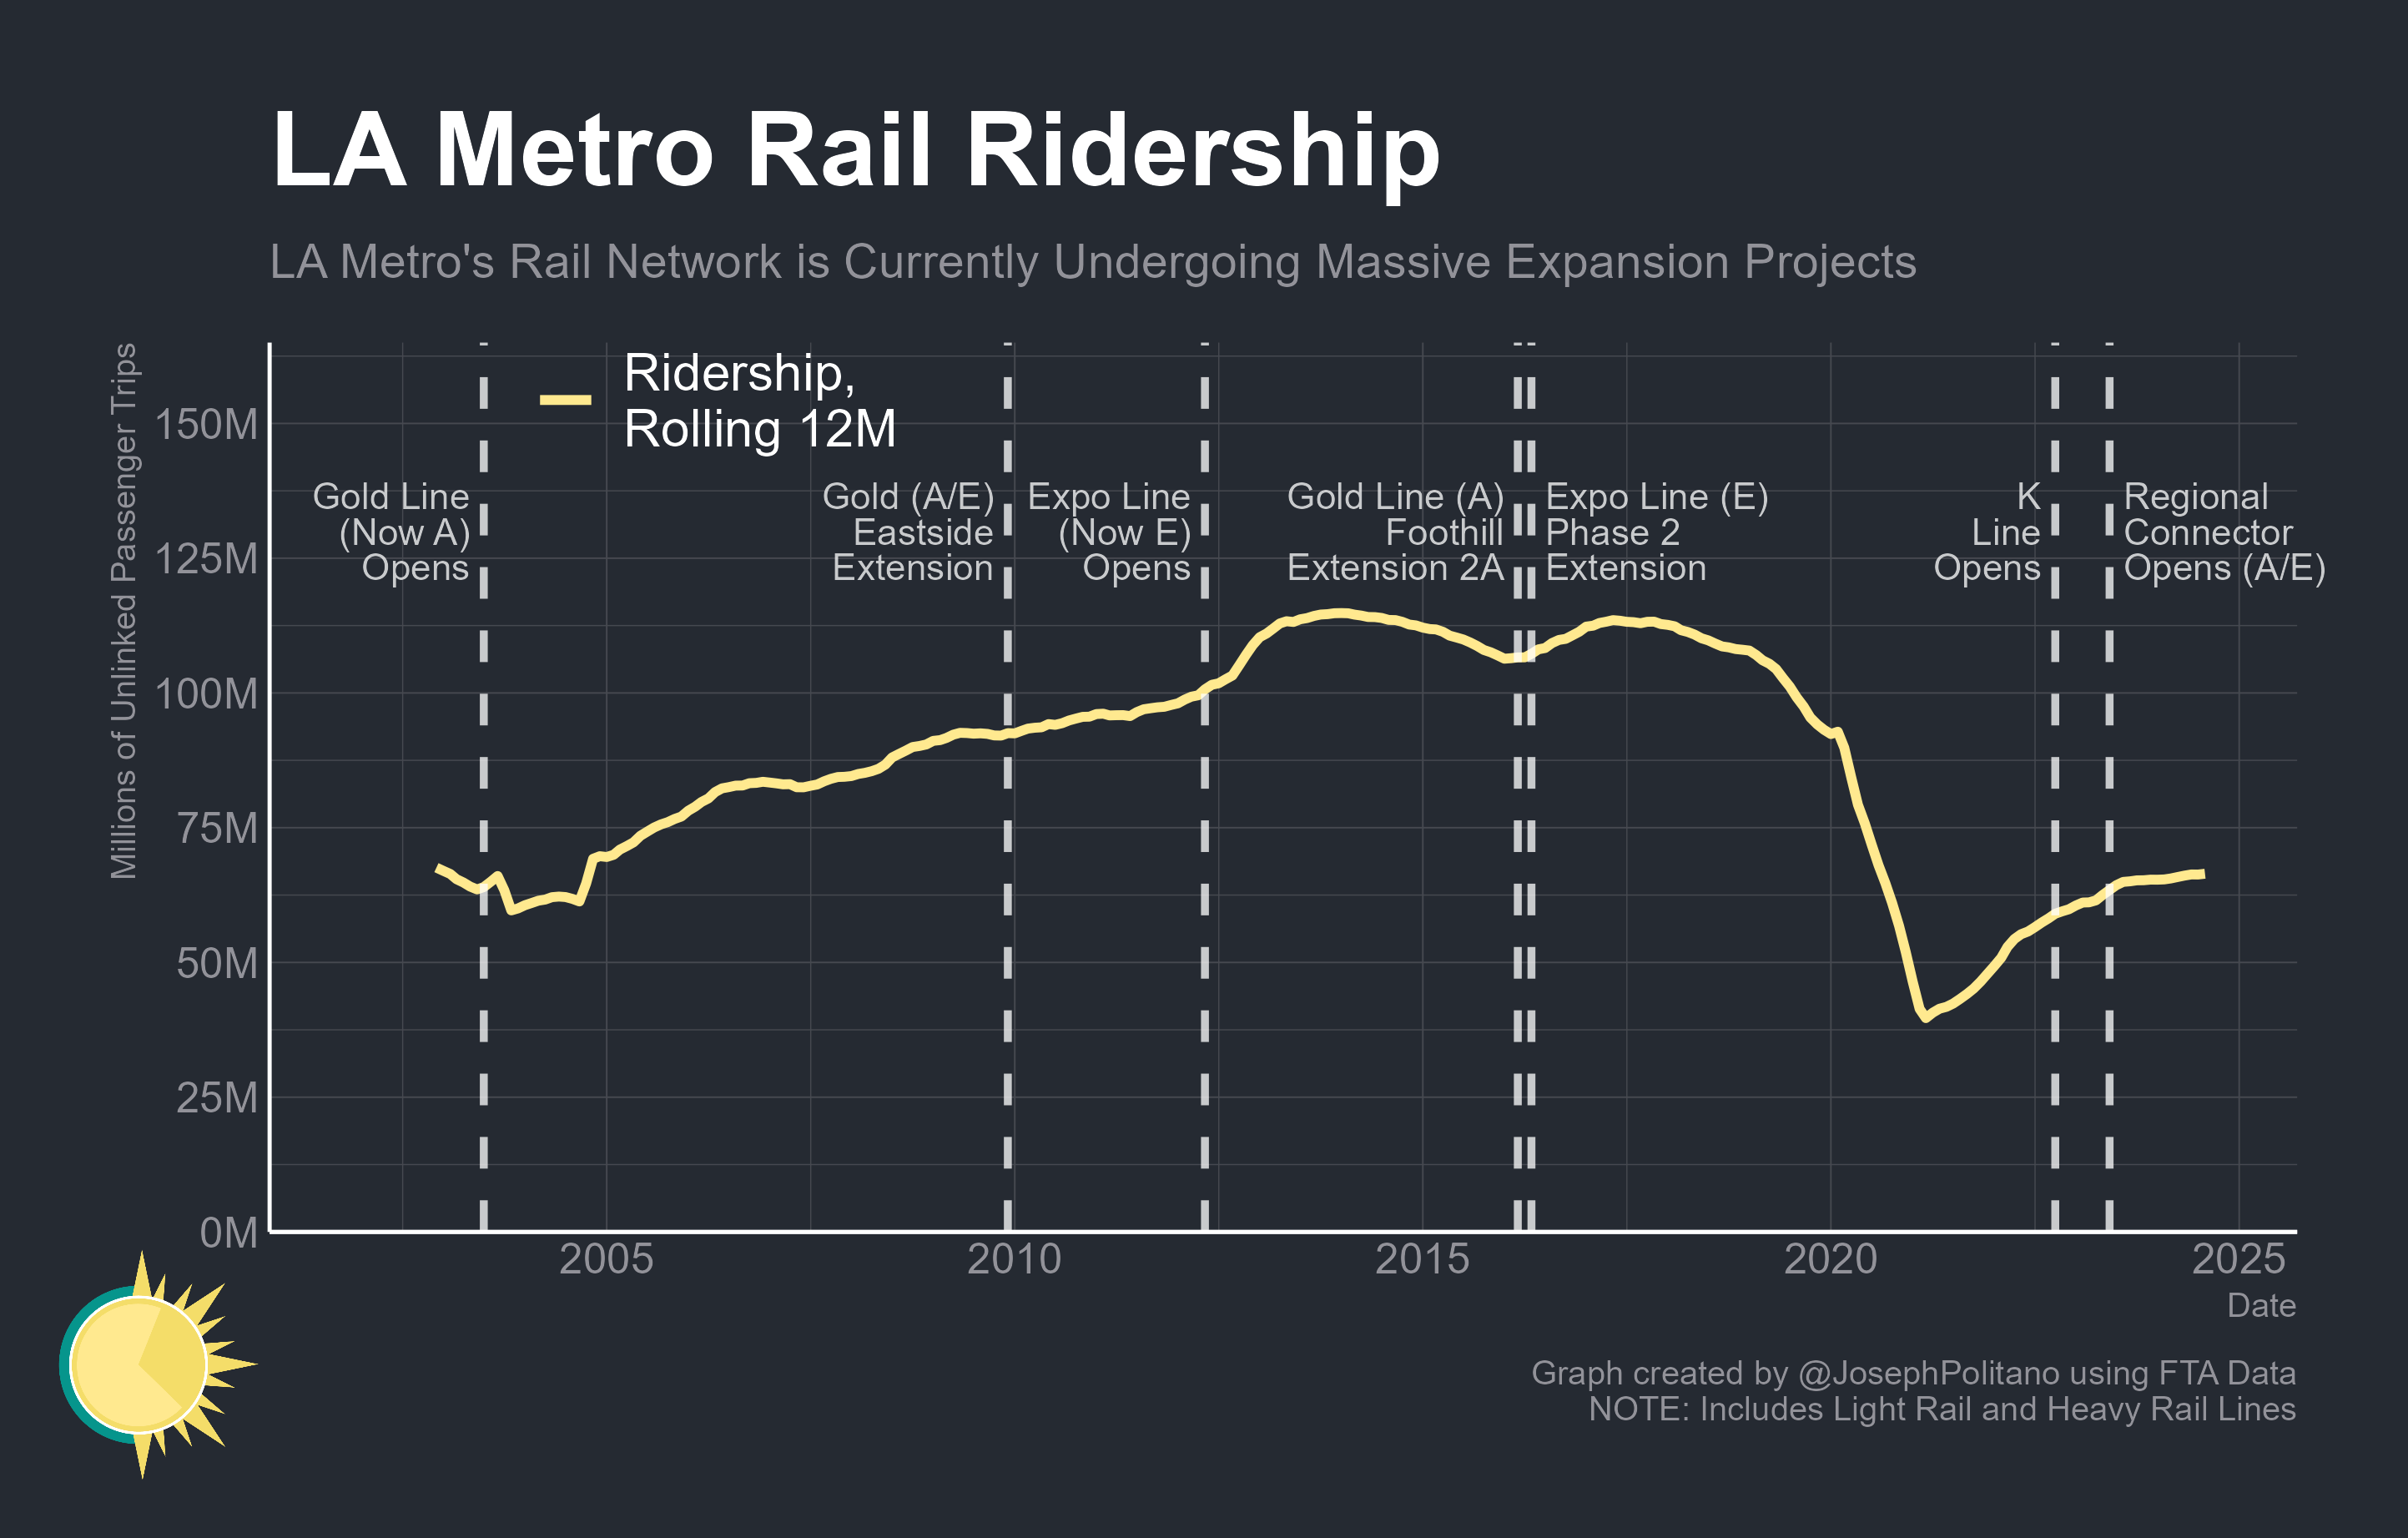 LA Metro Rail Ridership
LA Metro's Rail Network is Currently Undergoing Massive Expansion Projects
Millions of Unlinked Passenger Trips
150M
125M
100M
75M
50M
25M
0M
Ridership,
Rolling 12M
Gold Line
(Now A)
Opens
Gold (A/E)
Eastside
Extension
Expo Line
(Now E)
Opens
Gold Line (A)
Foothill
Extension 2A
Expo Line (E)
Phase 2
Extension
K
Line
Opens
Regional
Connector
Opens (A/E)
2005
2010
2015
2020
2025
Date
Graph created by @JosephPolitano using FTA Data
NOTE: Includes Light Rail and Heavy Rail Lines